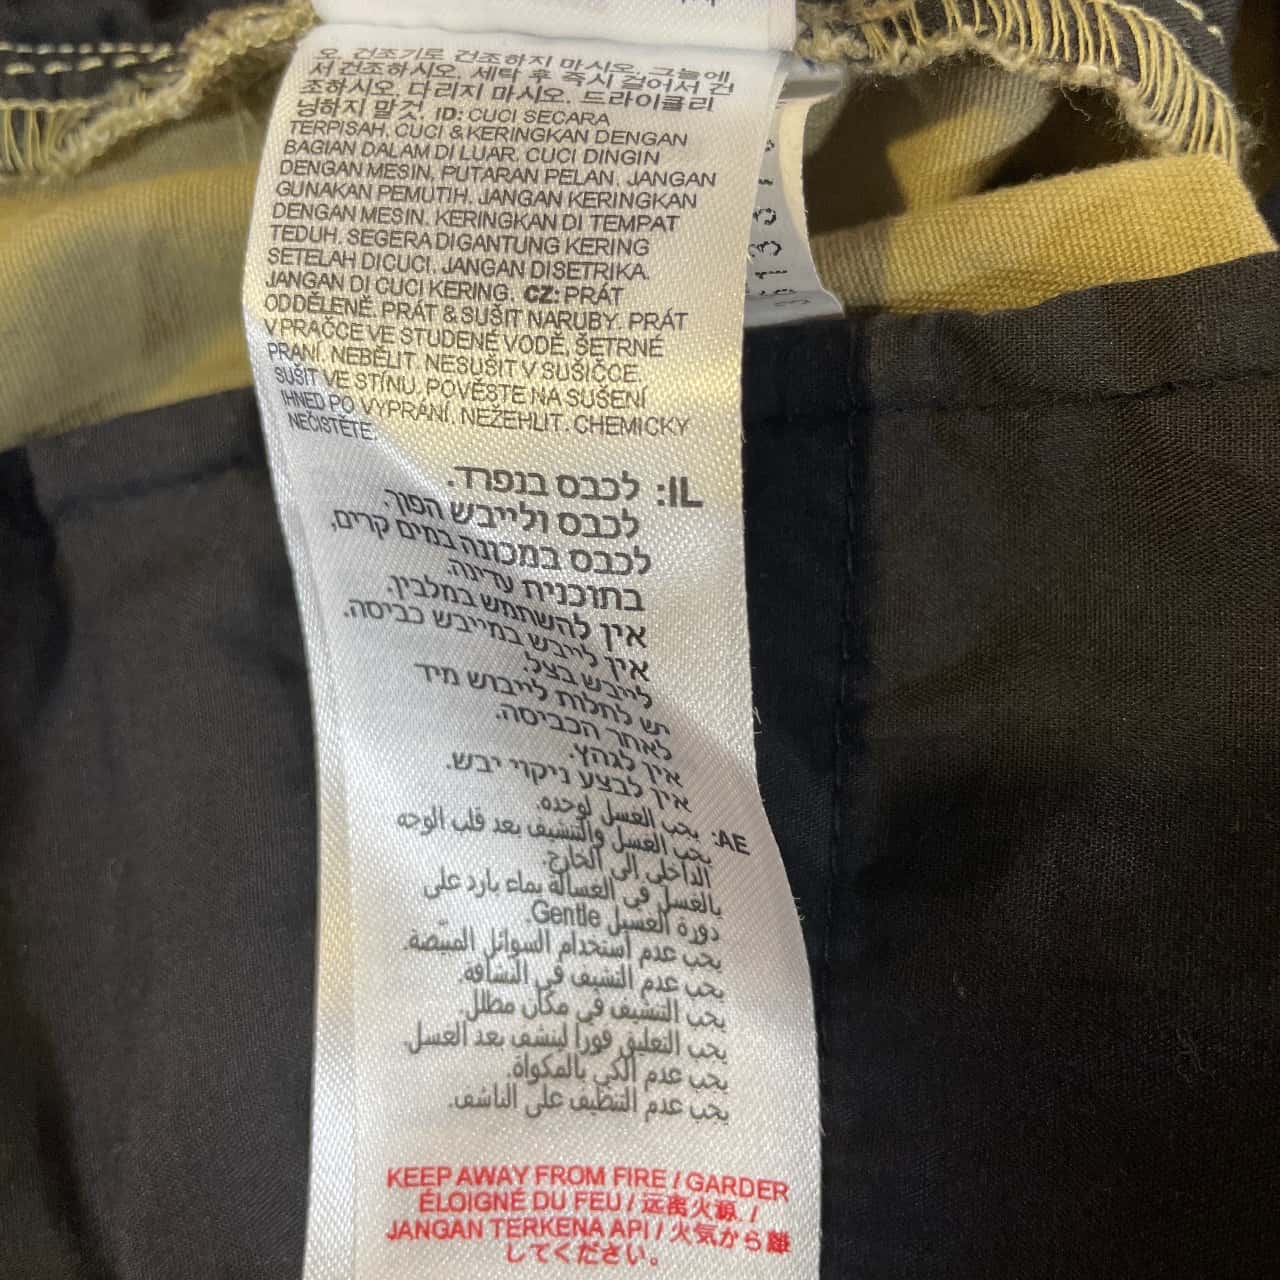 오. 건조기로 건조하지 마시오. 그늘에
서 건조하시오. 세탁 후 즉시 걸어서 건
조하시오. 다리지 마시오. 드라이클리
닝하지 말것. ID: CUCI SECARA
TERPISAH. CUCI & KERINGKAN DENGAN
BAGIAN DALAM DI LUAR. CUCI DINGIN
DENGAN MESIN. PUTARAN PELAN. JANGAN
GUNAKAN PEMUTIH. JANGAN KERINGKAN
DENGAN MESIN. KERINGKAN DI TEMPAT
TEDUH. SEGERA DIGANTUNG KERING
SETELAH DICUCI. JANGAN DISETRIKA.
JANGAN DI CUCI KERING. CZ: PRÁT
ODDĚLENĚ. PRÁT & SUŠIT NARUBY. PRÁT
V PRAČCE VE STUDENÉ VODĚ, ŠETRNÉ
PRANÍ. NEBĚLIT. NESUŠIT V SUŠIČCE.
SUŠIT VE STÍNU. POVĚSTE NA SUŠENÍ
IHNED PO VYPRÁNÍ. NEŽEHLIT. CHEMICKY
NEČISTĚTE.
IL: לכבס בנפרד.
לכבס ולייבש הפוך.
לכבס במכונה במים קרים,
בתוכנית עדינה.
אין להשתמש במלבין.
אין לייבש במייבש כביסה.
לייבש בצל.
יש לתלות לייבוש מיד
לאחר הכביסה.
אין לגהץ.
אין לבצע ניקוי יבש.
AE: يجب الغسل لوحده.
يجب الغسل والتنشيف بعد قلب الوجه
الداخلي إلى الخارج.
بالغسل في الغسالة بماء بارد على
دورة الغسيل Gentle.
يجب عدم استخدام السوائل المبيّضة.
يجب عدم التنشيف في النشافة.
يجب التنشيف في مكان مظلل.
يجب التعليق فورا لينشف بعد الغسل.
يجب عدم الكي بالمكواة.
يجب عدم التنظيف على الناشف.
KEEP AWAY FROM FIRE / GARDER
ÉLOIGNÉ DU FEU / 远离火源. /
JANGAN TERKENA API / 火気から離
してください。